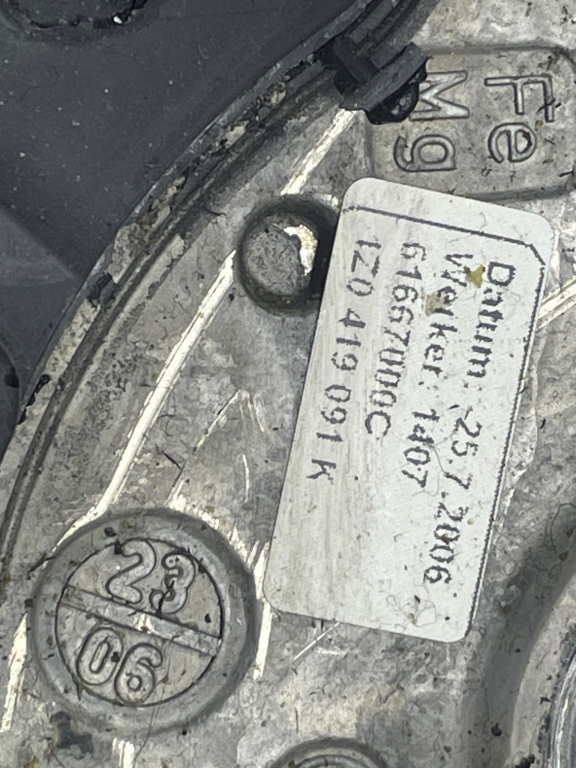 Fe
Mg
Datum: 25.7.2006
Werker: 1407
61667000C
1Z0 419 091 K
23
06